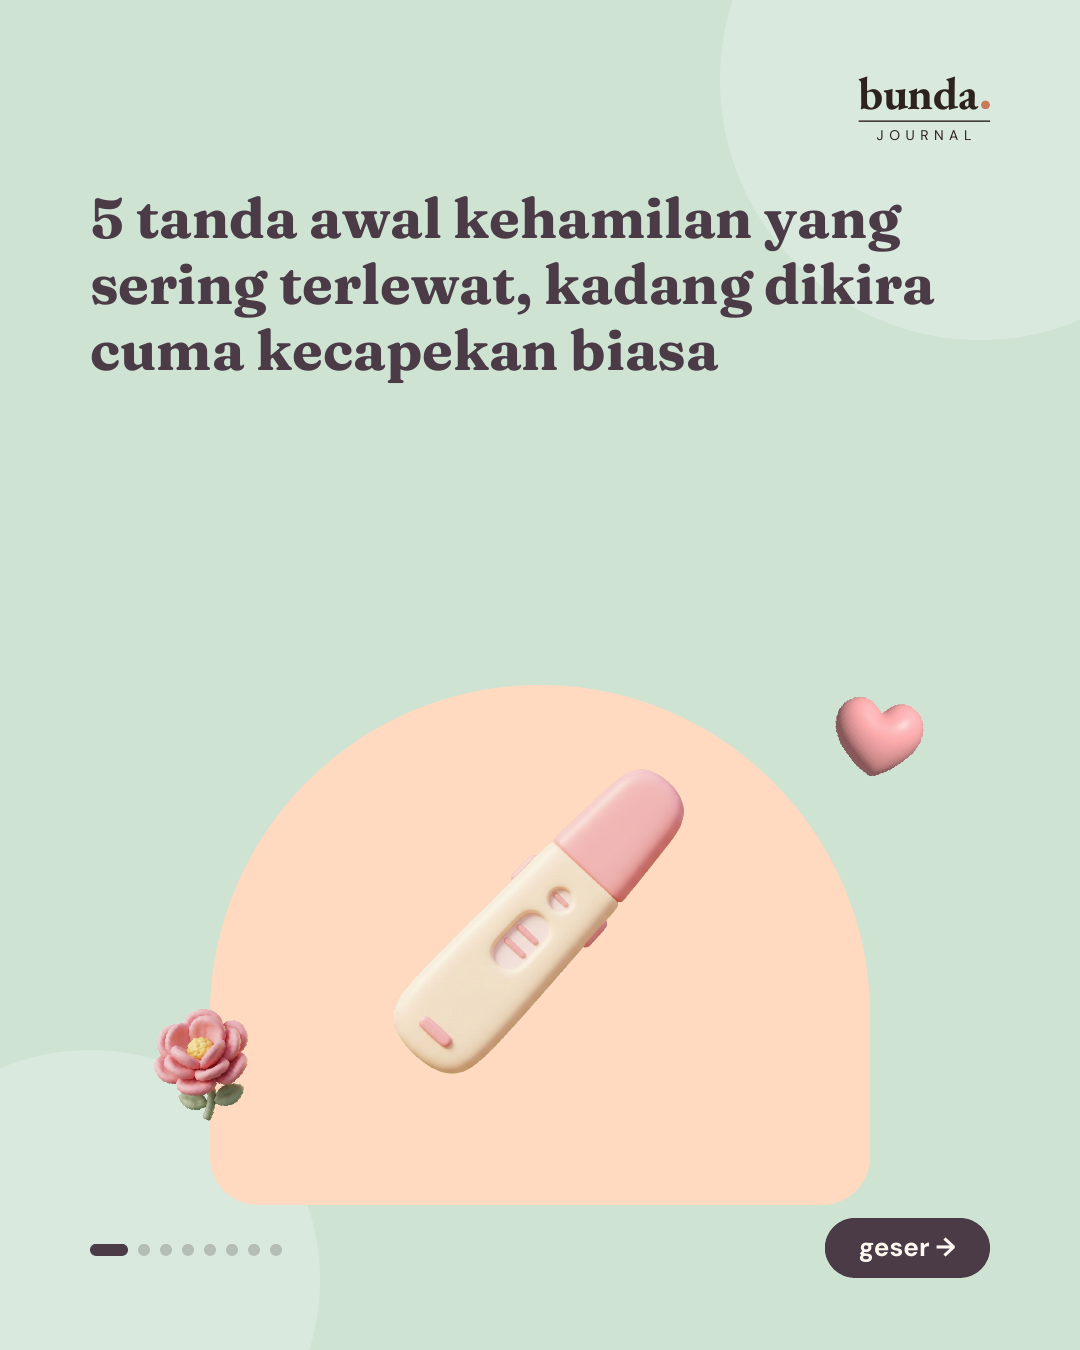 bunda.
JOURNAL
5 tanda awal kehamilan yang
sering terlewat, kadang dikira
cuma kecapekan biasa
geser →